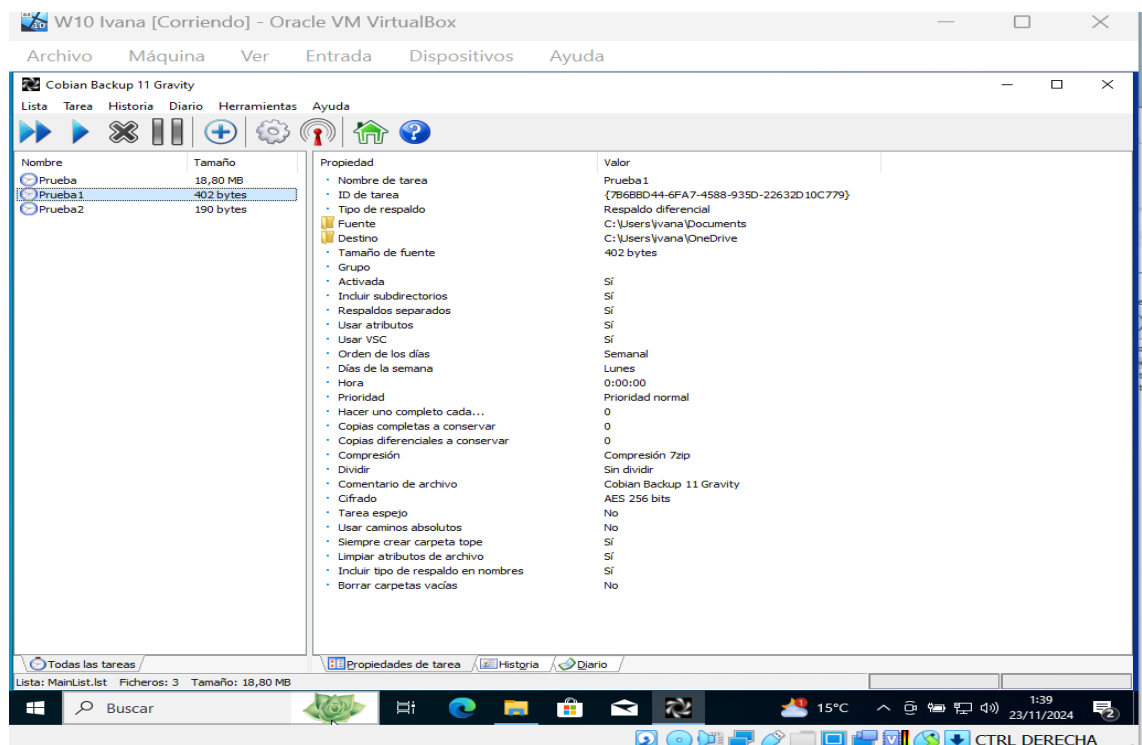 W10 Ivana [Corriendo] - Oracle VM VirtualBox
Archivo Máquina Ver Entrada Dispositivos Ayuda
Cobian Backup 11 Gravity
Lista Tarea Historia Diario Herramientas Ayuda
Nombre Tamaño Propiedad Valor
Prueba 18,80 MB
Prueba1 402 bytes
Prueba2 190 bytes
Nombre de tarea Prueba1
ID de tarea {7B6BBD44-6FA7-4588-935D-22632D10C779}
Tipo de respaldo Respaldo diferencial
Fuente C:\Users\ivana\Documents
Destino C:\Users\ivana\OneDrive
Tamaño de fuente 402 bytes
Grupo
Activada Sí
Incluir subdirectorios Sí
Respaldos separados Sí
Usar atributos Sí
Usar VSC Sí
Orden de los días Semanal
Días de la semana Lunes
Hora 0:00:00
Prioridad Prioridad normal
Hacer uno completo cada... 0
Copias completas a conservar 0
Copias diferenciales a conservar 0
Compresión Compresión 7zip
Dividir Sin dividir
Comentario de archivo Cobian Backup 11 Gravity
Cifrado AES 256 bits
Tarea espejo No
Usar caminos absolutos No
Siempre crear carpeta tope Sí
Limpiar atributos de archivo Sí
Incluir tipo de respaldo en nombres Sí
Borrar carpetas vacías No
Todas las tareas Propiedades de tarea Historia Diario
Lista: MainList.lst Ficheros: 3 Tamaño: 18,80 MB
Buscar 15°C 1:39
23/11/2024 2
CTRL DERECHA